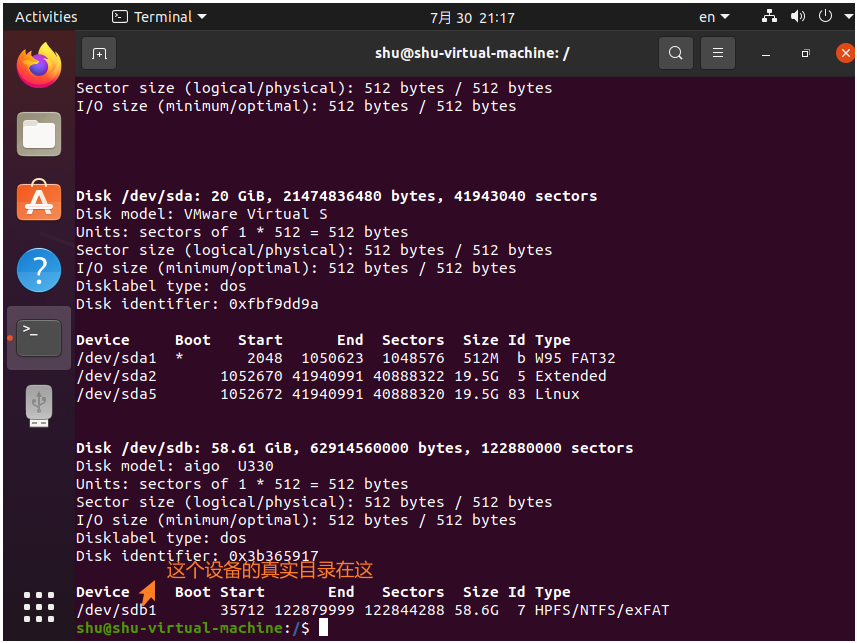 Activities Terminal 7月 30 21:17 en
shu@shu-virtual-machine: /
Sector size (logical/physical): 512 bytes / 512 bytes
I/O size (minimum/optimal): 512 bytes / 512 bytes
Disk /dev/sda: 20 GiB, 21474836480 bytes, 41943040 sectors
Disk model: VMware Virtual S
Units: sectors of 1 * 512 = 512 bytes
Sector size (logical/physical): 512 bytes / 512 bytes
I/O size (minimum/optimal): 512 bytes / 512 bytes
Disklabel type: dos
Disk identifier: 0xfbf9dd9a
Device Boot Start End Sectors Size Id Type
/dev/sda1 * 2048 1050623 1048576 512M b W95 FAT32
/dev/sda2 1052670 41940991 40888322 19.5G 5 Extended
/dev/sda5 1052672 41940991 40888320 19.5G 83 Linux
Disk /dev/sdb: 58.61 GiB, 62914560000 bytes, 122880000 sectors
Disk model: aigo U330
Units: sectors of 1 * 512 = 512 bytes
Sector size (logical/physical): 512 bytes / 512 bytes
I/O size (minimum/optimal): 512 bytes / 512 bytes
Disklabel type: dos
Disk identifier: 0x3b365917
这个设备的真实目录在这
Device Boot Start End Sectors Size Id Type
/dev/sdb1 35712 122879999 122844288 58.6G 7 HPFS/NTFS/exFAT
shu@shu-virtual-machine:/$